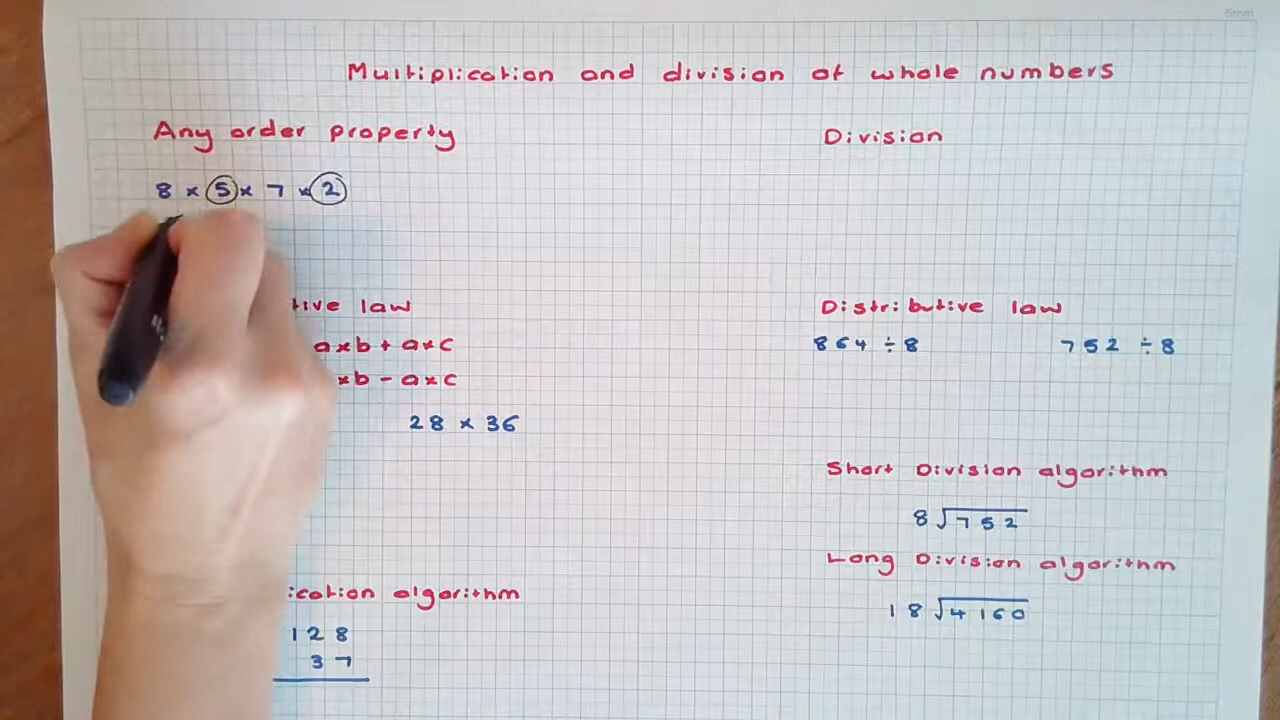 5mm
Multiplication and division of whole numbers
Any order property
8 × 5 × 7 × 2
tive law
a×b + a×c
×b - a×c
28 × 36
ication algorithm
128
37
Division
Distributive law
864 ÷ 8 752 ÷ 8
Short Division algorithm
8√752
Long Division algorithm
18√4160